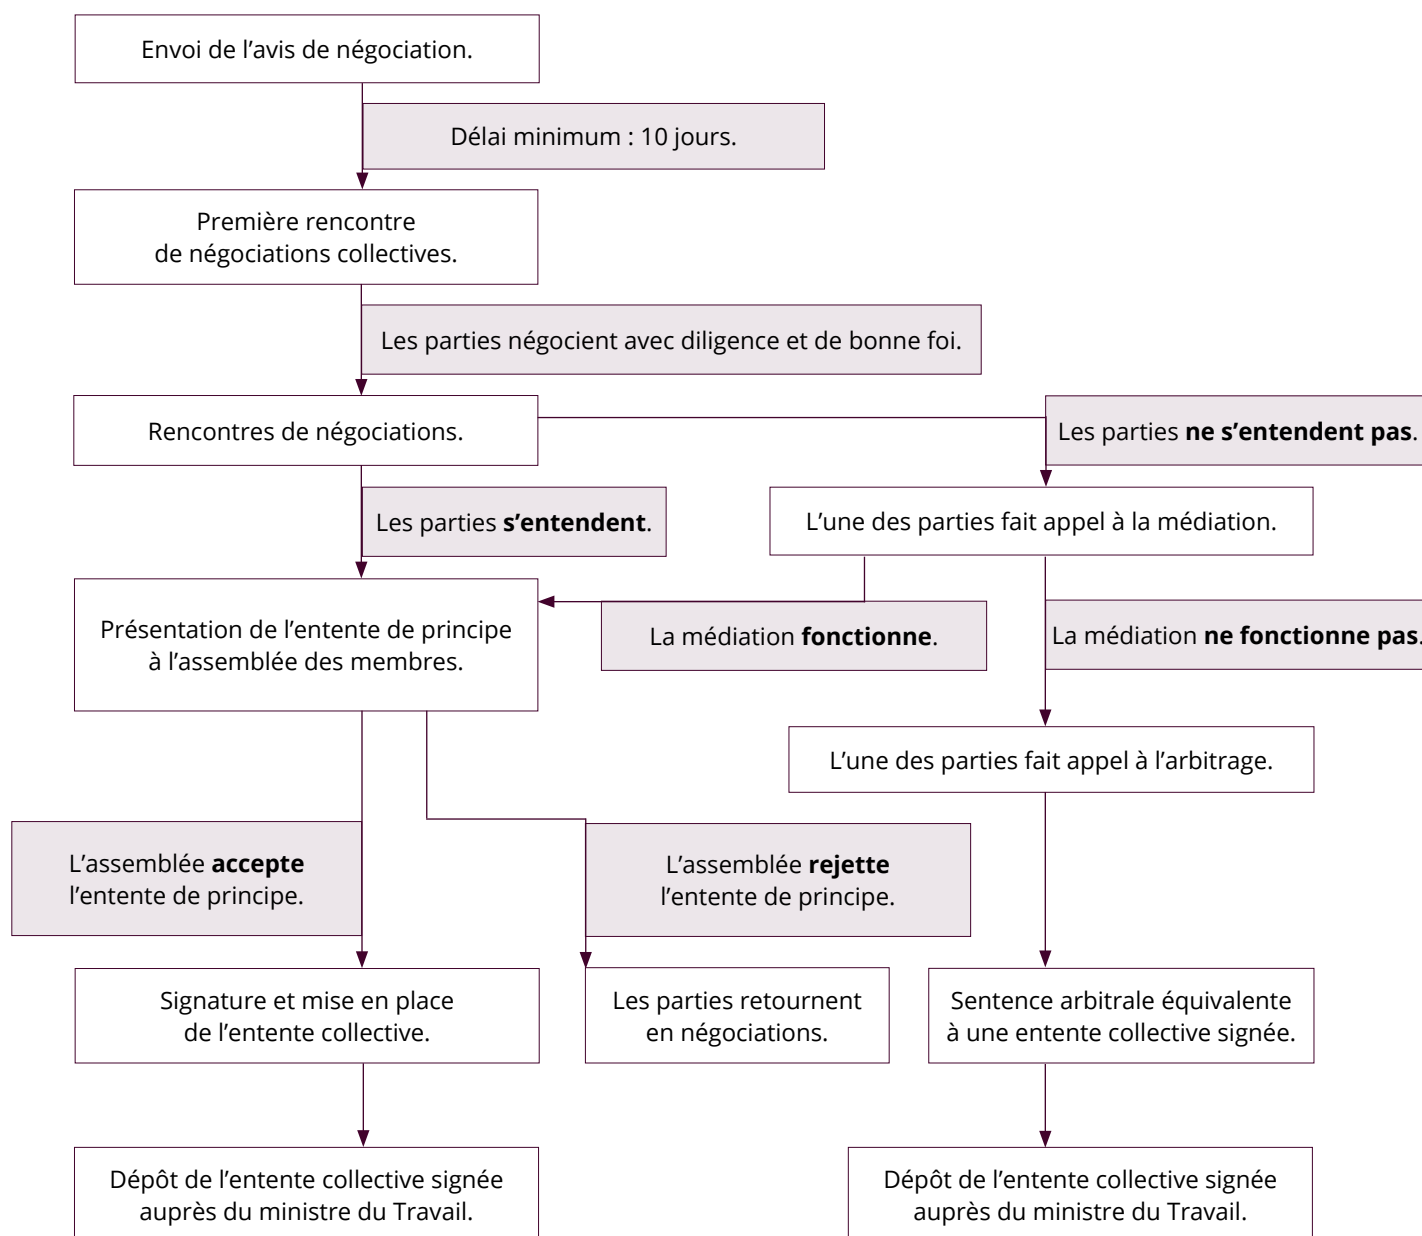 Envoi de l’avis de négociation.
Délai minimum : 10 jours.
Première rencontre
de négociations collectives.
Les parties négocient avec diligence et de bonne foi.
Rencontres de négociations.
Les parties ne s’entendent pas.
Les parties s’entendent.
L’une des parties fait appel à la médiation.
Présentation de l’entente de principe
à l’assemblée des membres.
La médiation fonctionne.
La médiation ne fonctionne pas.
L’une des parties fait appel à l’arbitrage.
L’assemblée accepte
l’entente de principe.
L’assemblée rejette
l’entente de principe.
Signature et mise en place
de l’entente collective.
Les parties retournent
en négociations.
Sentence arbitrale équivalente
à une entente collective signée.
Dépôt de l’entente collective signée
auprès du ministre du Travail.
Dépôt de l’entente collective signée
auprès du ministre du Travail.